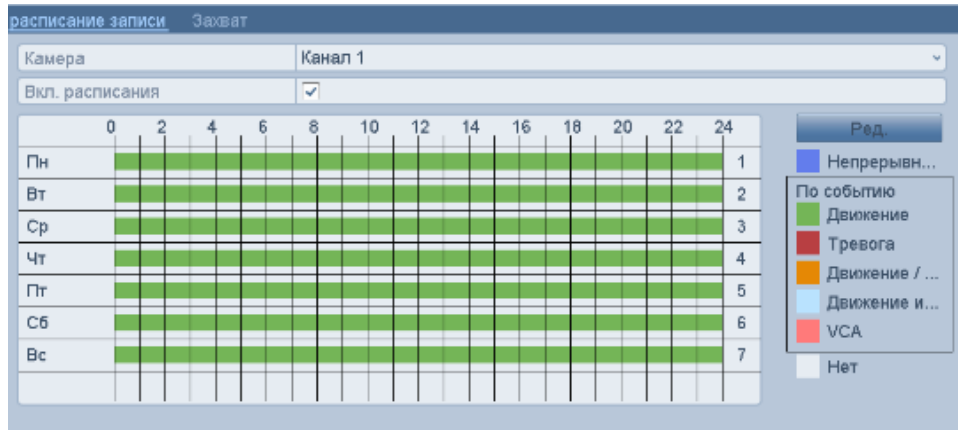 расписание записи Захват
Камера Канал 1
Вкл. расписания
0 2 4 6 8 10 12 14 16 18 20 22 24
Ред.
Пн 1
Непрерывн...
Вт 2
По событию
Движение
Ср 3
Тревога
Чт 4
Движение / ...
Пт 5
Движение и...
Сб 6
VCA
Вс 7
Нет